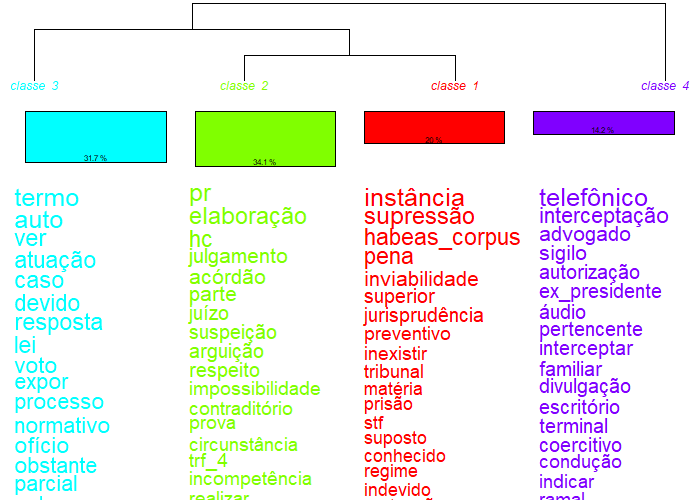 classe 3
classe 2
classe 1
classe 4
31.7 %
34.1 %
20 %
14.2 %
termo
auto
ver
atuação
caso
devido
resposta
lei
voto
expor
processo
normativo
ofício
obstante
parcial
pr
elaboração
hc
julgamento
acórdão
parte
juízo
suspeição
arguição
respeito
impossibilidade
contraditório
prova
circunstância
trf_4
incompetência
realizar
instância
supressão
habeas_corpus
pena
inviabilidade
superior
jurisprudência
preventivo
inexistir
tribunal
matéria
prisão
stf
suposto
conhecido
regime
indevido
telefônico
interceptação
advogado
sigilo
autorização
ex_presidente
áudio
pertencente
interceptar
familiar
divulgação
escritório
terminal
coercitivo
condução
indicar
ramal